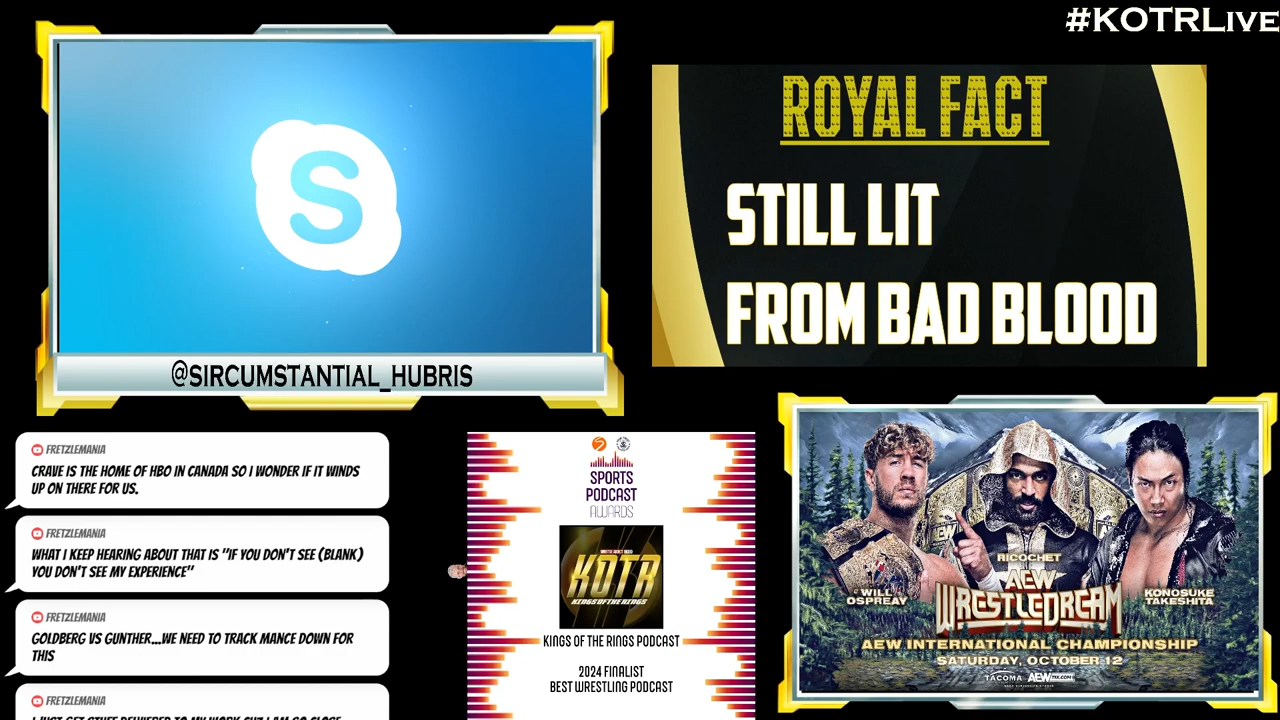 #KOTRLIVE
S
ROYAL FACT
STILL LIT
FROM BAD BLOOD
@SIRCUMSTANTIAL_HUBRIS
FRETZLEMANIA
CRAVE IS THE HOME OF HBO IN CANADA SO I WONDER IF IT WINDS
UP ON THERE FOR US.
FRETZLEMANIA
WHAT I KEEP HEARING ABOUT THAT IS "IF YOU DON'T SEE (BLANK)
YOU DON'T SEE MY EXPERIENCE"
FRETZLEMANIA
GOLDBERG VS GUNTHER...WE NEED TO TRACK MANCE DOWN FOR
THIS
FRETZLEMANIA
SPORTS
PODCAST
AWARDS
KOTR
KINGS OF THE RINGS
KINGS OF THE RINGS PODCAST
2024 FINALIST
BEST WRESTLING PODCAST
RICOCHET
WILL
OSPREAY
KONOSUKE
TAKESHITA
AEW
WRESTLEDREAM
AEW INTERNATIONAL CHAMPIONSHIP
SATURDAY, OCTOBER 12
TACOMA AEWTIX.COM